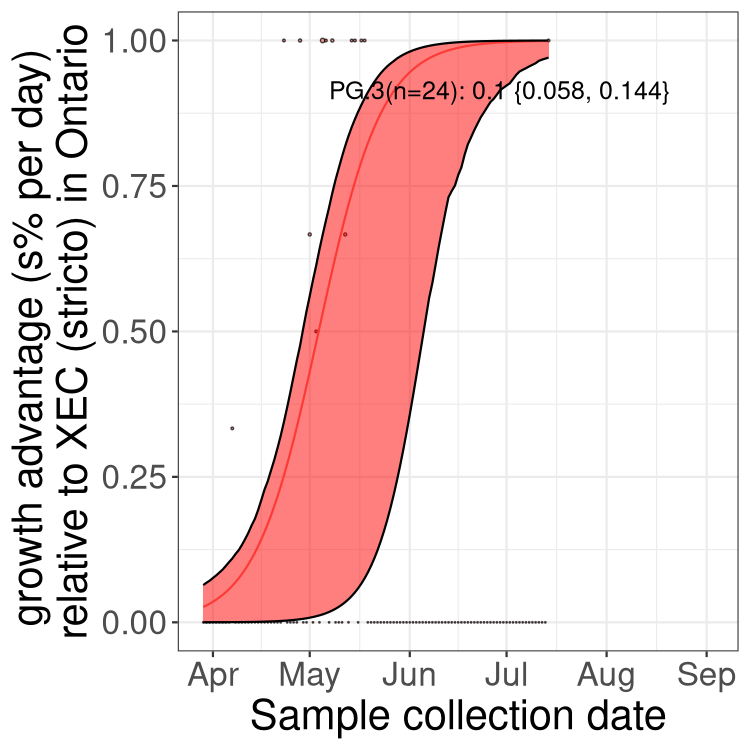 growth advantage (s% per day)
relative to XEC (stricto) in Ontario
1.00
0.75
0.50
0.25
0.00
PG.3(n=24): 0.1 {0.058, 0.144}
Apr May Jun Jul Aug Sep
Sample collection date